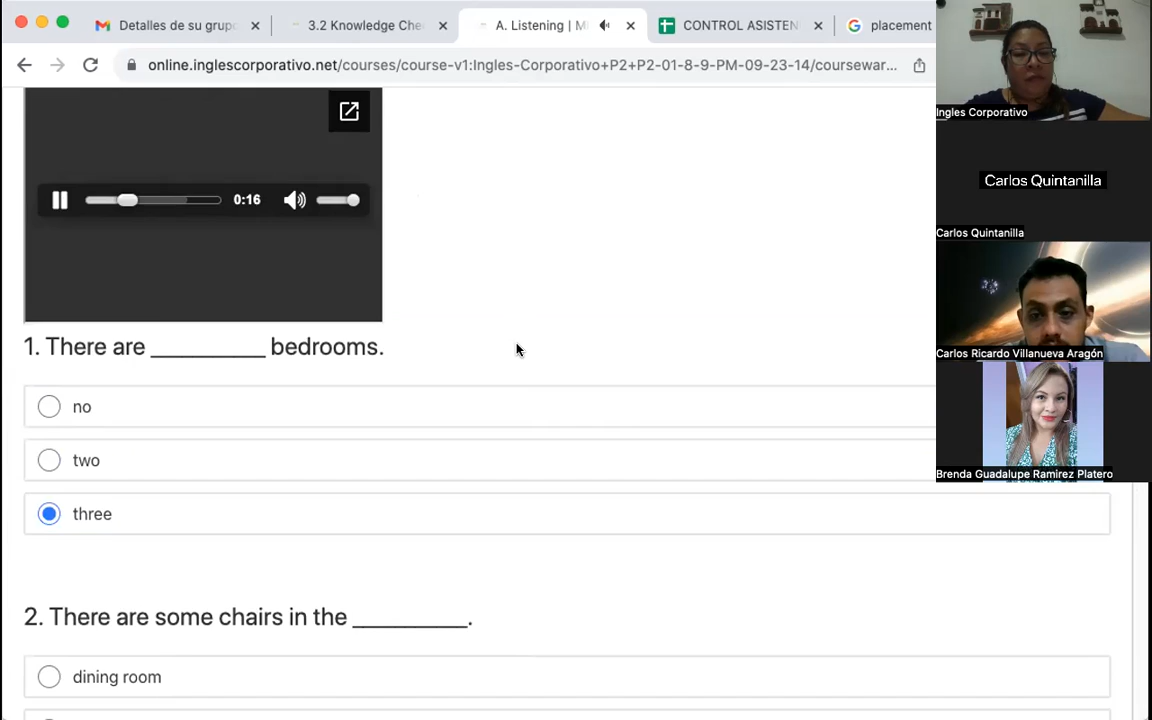 Detalles de su grupo
3.2 Knowledge Che
A. Listening | M
CONTROL ASISTEN
placement
online.inglescorporativo.net/courses/course-v1:Ingles-Corporativo+P2+P2-01-8-9-PM-09-23-14/coursewar...
Ingles Corporativo
Carlos Quintanilla
Carlos Quintanilla
Carlos Ricardo Villanueva Aragón
Brenda Guadalupe Ramirez Platero
0:16
1. There are __________ bedrooms.
no
two
three
2. There are some chairs in the __________.
dining room